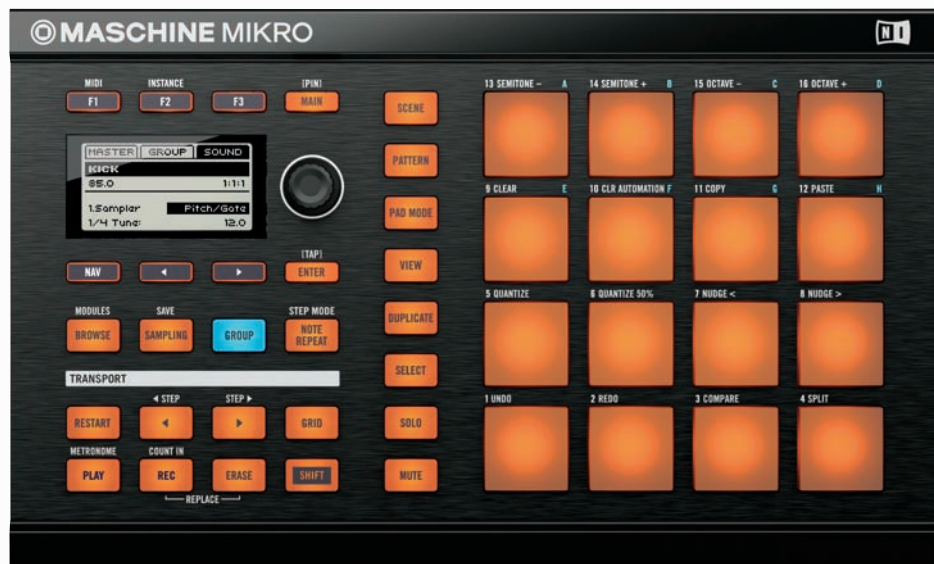 MASCHINE MIKRO
NI
MIDI INSTANCE [PIN]
F1 F2 F3 MAIN
MASTER GROUP SOUND
KICK
85.0 1:1:1
1.Sampler Pitch/Gate
1/4 Tune: 12.0
[TAP]
NAV ENTER
MODULES SAVE STEP MODE
BROWSE SAMPLING GROUP NOTE REPEAT
TRANSPORT
◀ STEP STEP ▶
RESTART ◀ ▶ GRID
METRONOME COUNT IN
PLAY REC ERASE SHIFT
REPLACE
SCENE
PATTERN
PAD MODE
VIEW
DUPLICATE
SELECT
SOLO
MUTE
13 SEMITONE – A 14 SEMITONE + B 15 OCTAVE – C 16 OCTAVE + D
9 CLEAR E 10 CLR AUTOMATION F 11 COPY G 12 PASTE H
5 QUANTIZE 6 QUANTIZE 50% 7 NUDGE < 8 NUDGE >
1 UNDO 2 REDO 3 COMPARE 4 SPLIT